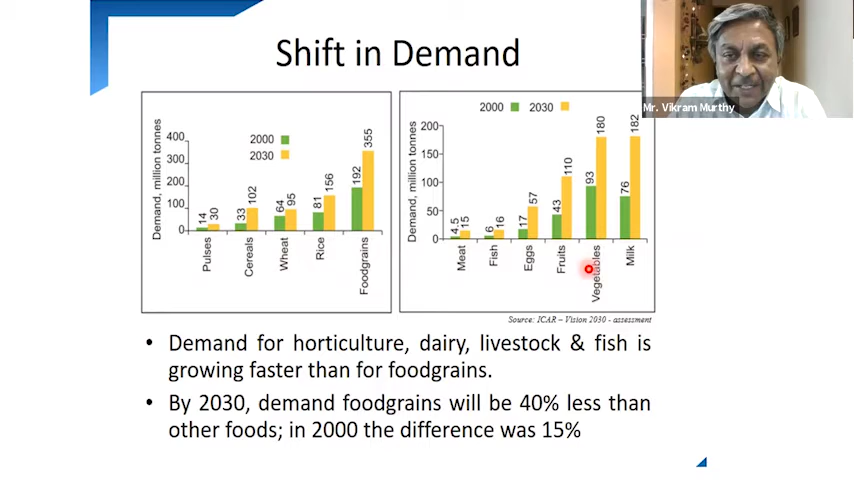 Shift in Demand
Mr. Vikram Murthy
Demand, million tonnes
400
300
200
100
0
2000
2030
14
30
33
102
64
95
81
156
192
355
Pulses
Cereals
Wheat
Rice
Foodgrains
Demand, million tonnes
200
150
100
50
0
2000
2030
4.5
15
6
16
17
57
43
110
93
180
76
182
Meat
Fish
Eggs
Fruits
Vegetables
Milk
Source: ICAR – Vision 2030 - assessment
• Demand for horticulture, dairy, livestock & fish is
growing faster than for foodgrains.
• By 2030, demand foodgrains will be 40% less than
other foods; in 2000 the difference was 15%